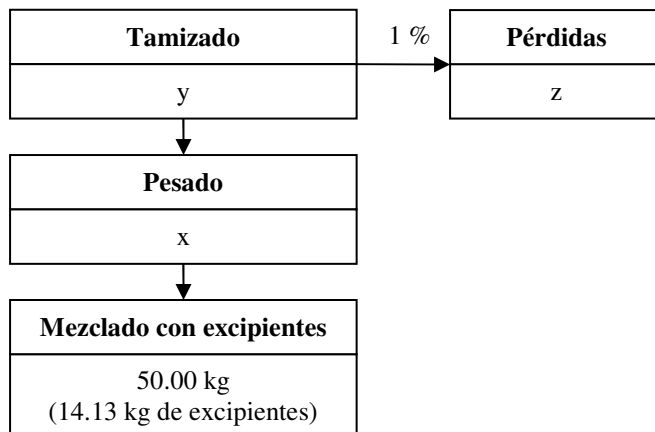 Tamizado
1 %
Pérdidas
y
z
Pesado
x
Mezclado con excipientes
50.00 kg
(14.13 kg de excipientes)